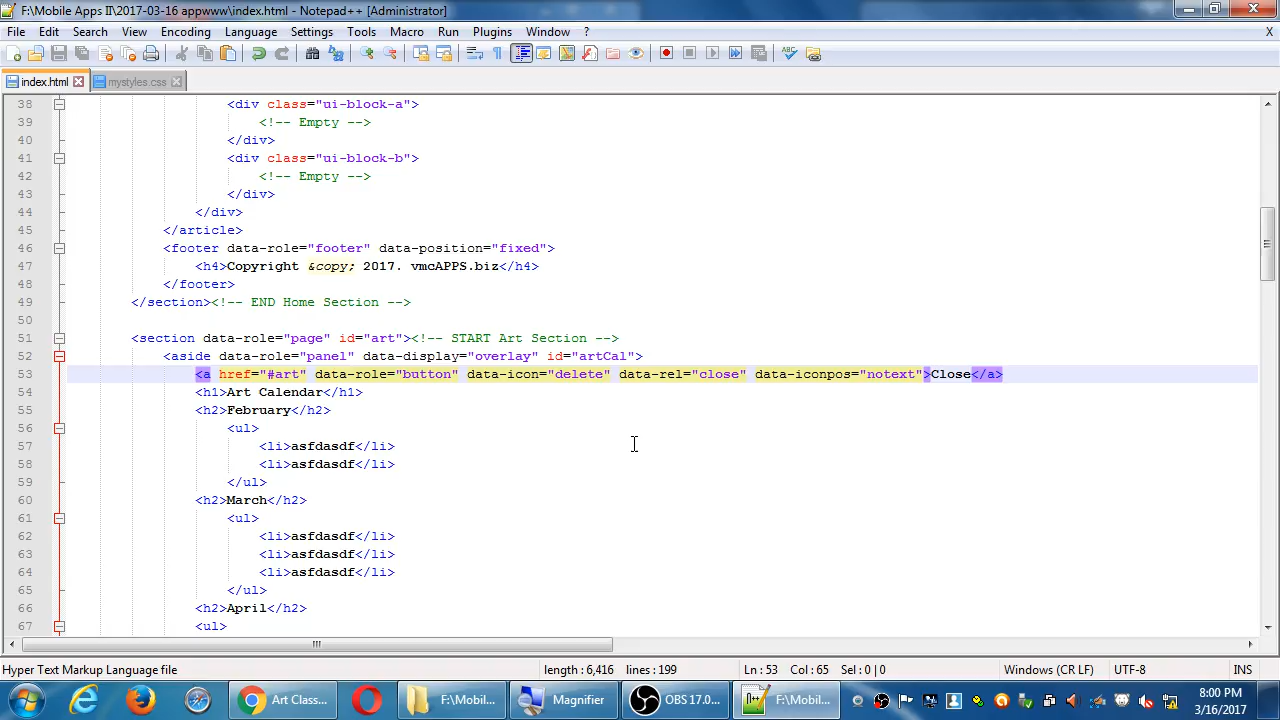 F:\Mobile Apps II\2017-03-16 appwww\index.html - Notepad++ [Administrator]
File Edit Search View Encoding Language Settings Tools Macro Run Plugins Window ? X
index.html mystyles.css
38 <div class="ui-block-a">
39 <!-- Empty -->
40 </div>
41 <div class="ui-block-b">
42 <!-- Empty -->
43 </div>
44 </div>
45 </article>
46 <footer data-role="footer" data-position="fixed">
47 <h4>Copyright &copy; 2017. vmcAPPS.biz</h4>
48 </footer>
49 </section><!-- END Home Section -->
50
51 <section data-role="page" id="art"><!-- START Art Section -->
52 <aside data-role="panel" data-display="overlay" id="artCal">
53 <a href="#art" data-role="button" data-icon="delete" data-rel="close" data-iconpos="notext">Close</a>
54 <h1>Art Calendar</h1>
55 <h2>February</h2>
56 <ul>
57 <li>asfdasdf</li>
58 <li>asfdasdf</li>
59 </ul>
60 <h2>March</h2>
61 <ul>
62 <li>asfdasdf</li>
63 <li>asfdasdf</li>
64 <li>asfdasdf</li>
65 </ul>
66 <h2>April</h2>
67 <ul>
Hyper Text Markup Language file length : 6,416 lines : 199 Ln : 53 Col : 65 Sel : 0 | 0 Windows (CR LF) UTF-8 INS
Art Class... F:\Mobil... Magnifier OBS 17.0.... F:\Mobil... 8:00 PM
3/16/2017